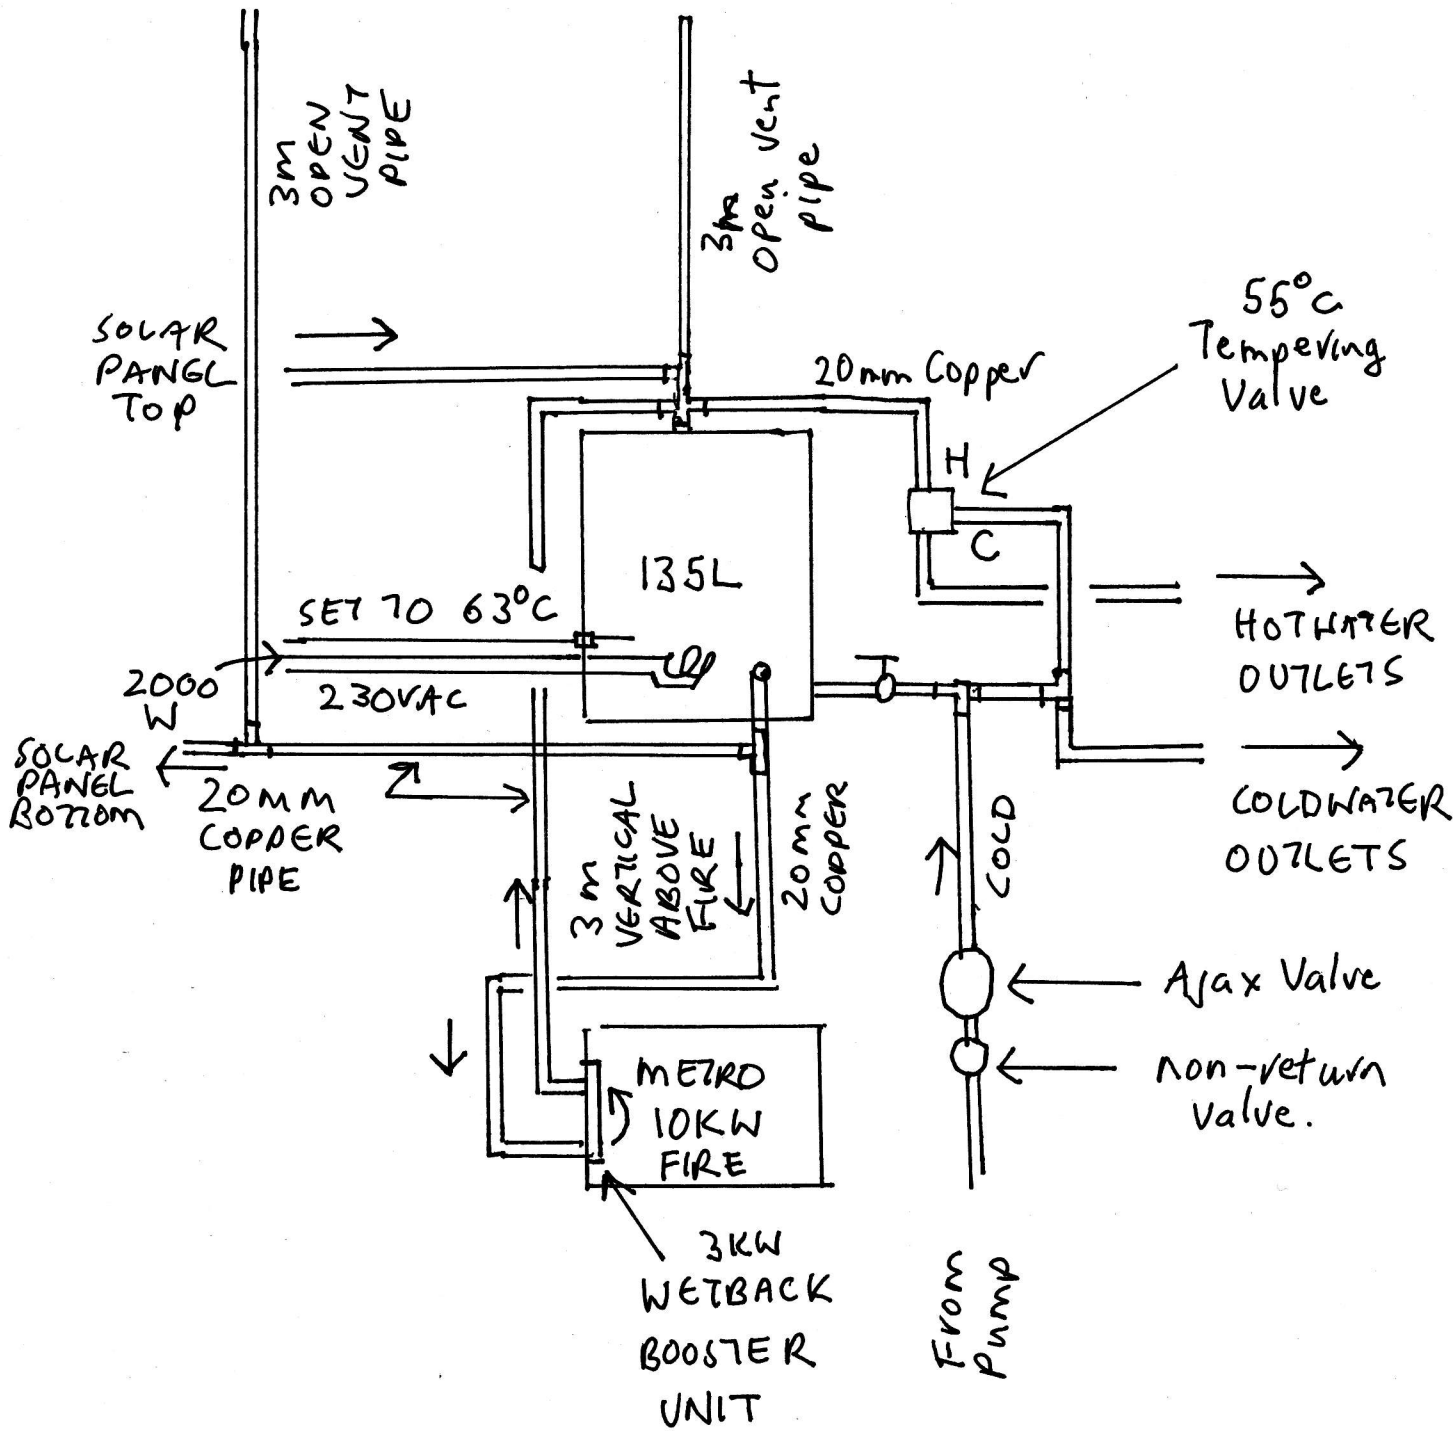 3m
OPEN
VENT
PIPE
3m
open vent
pipe
SOLAR
PANEL
TOP
20mm Copper
55°C
Tempering
Valve
H
C
135L
SET TO 63°C
2000
W
230VAC
HOTWATER
OUTLETS
SOLAR
PANEL
BOTTOM
20MM
COPPER
PIPE
3m
VERTICAL
ABOVE
FIRE
20mm
COPPER
COLD
COLDWATER
OUTLETS
Ajax Valve
non-return
valve.
METRO
10KW
FIRE
3KW
WETBACK
BOOSTER
UNIT
From
Pump